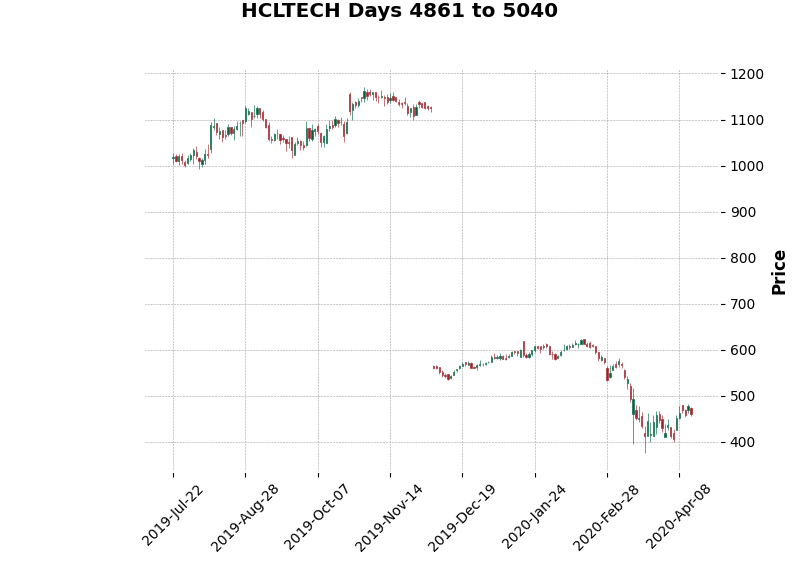 HCLTECH Days 4861 to 5040
1200
1100
1000
900
800
700
600
500
400
Price
2019-Jul-22
2019-Aug-28
2019-Oct-07
2019-Nov-14
2019-Dec-19
2020-Jan-24
2020-Feb-28
2020-Apr-08